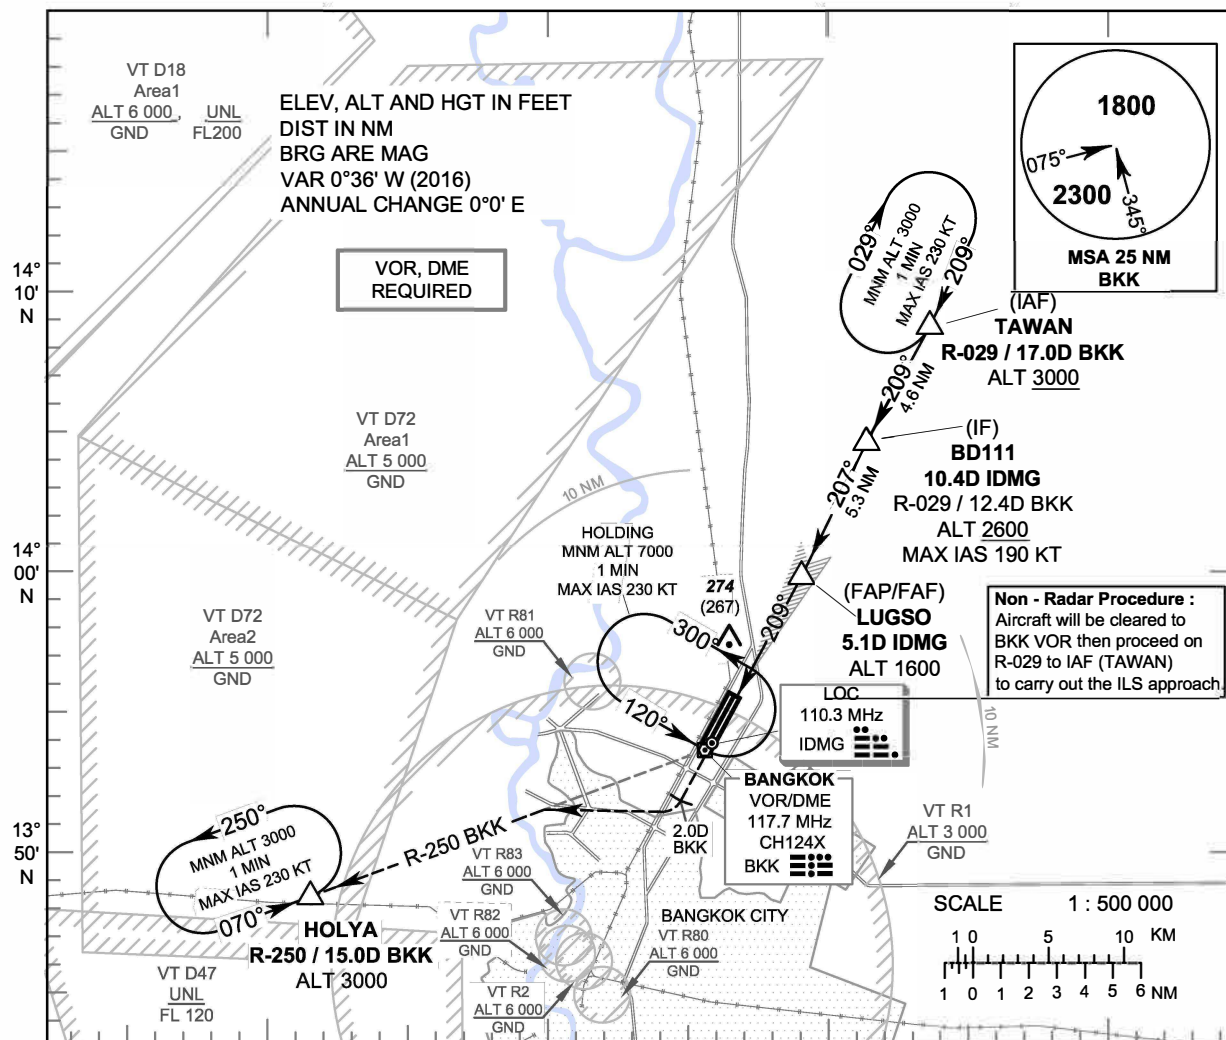 VT D18
Area1
ALT 6 000 , UNL
GND FL200
ELEV, ALT AND HGT IN FEET
DIST IN NM
BRG ARE MAG
VAR 0°36' W (2016)
ANNUAL CHANGE 0°0' E
VOR, DME
REQUIRED
1800
075°
2300
345°
MSA 25 NM
BKK
029°
MNM ALT 3000
1 MIN
MAX IAS 230 KT
209°
(IAF)
TAWAN
R-029 / 17.0D BKK
ALT 3000
209°
4.6 NM
(IF)
BD111
10.4D IDMG
R-029 / 12.4D BKK
ALT 2600
MAX IAS 190 KT
207°
5.3 NM
14°
10'
N
VT D72
Area1
ALT 5 000
GND
10 NM
HOLDING
MNM ALT 7000
1 MIN
MAX IAS 230 KT
274
(267)
14°
00'
N
(FAP/FAF)
LUGSO
5.1D IDMG
ALT 1600
209°
Non - Radar Procedure :
Aircraft will be cleared to
BKK VOR then proceed on
R-029 to IAF (TAWAN)
to carry out the ILS approach.
VT R81
ALT 6 000
GND
300°
120°
VT D72
Area2
ALT 5 000
GND
LOC
110.3 MHz
IDMG
10 NM
BANGKOK
VOR/DME
117.7 MHz
CH124X
BKK
2.0D
BKK
VT R1
ALT 3 000
GND
13°
50'
N
250°
MNM ALT 3000
1 MIN
MAX IAS 230 KT
070°
R-250 BKK
HOLYA
R-250 / 15.0D BKK
ALT 3000
VT R83
ALT 6 000
GND
VT R82
ALT 6 000
GND
BANGKOK CITY
VT R80
ALT 6 000
GND
VT R2
ALT 6 000
GND
VT D47
UNL
FL 120
SCALE 1 : 500 000
1 0 5 10 KM
1 0 1 2 3 4 5 6 NM